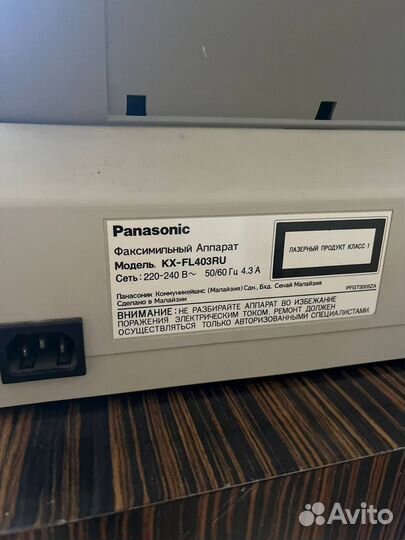 Panasonic
Факсимильный Аппарат
Модель. KX-FL403RU
Сеть: 220-240 В~ 50/60 Гц 4.3 А
ЛАЗЕРНЫЙ ПРОДУКТ КЛАСС 1
Панасоник Коммуникейшнс (Малайзия) Сдн, Бхд. Сенай Малайзия
Сделано в Малайзии
PFGT3005ZA
ВНИМАНИЕ: НЕ РАЗБИРАЙТЕ АППАРАТ ВО ИЗБЕЖАНИЕ
ПОРАЖЕНИЯ ЭЛЕКТРИЧЕСКИМ ТОКОМ, РЕМОНТ ДОЛЖЕН
ОСУЩЕСТВЛЯТЬСЯ ТОЛЬКО АВТОРИЗОВАННЫМИ СПЕЦИАЛИСТАМИ.
Avito